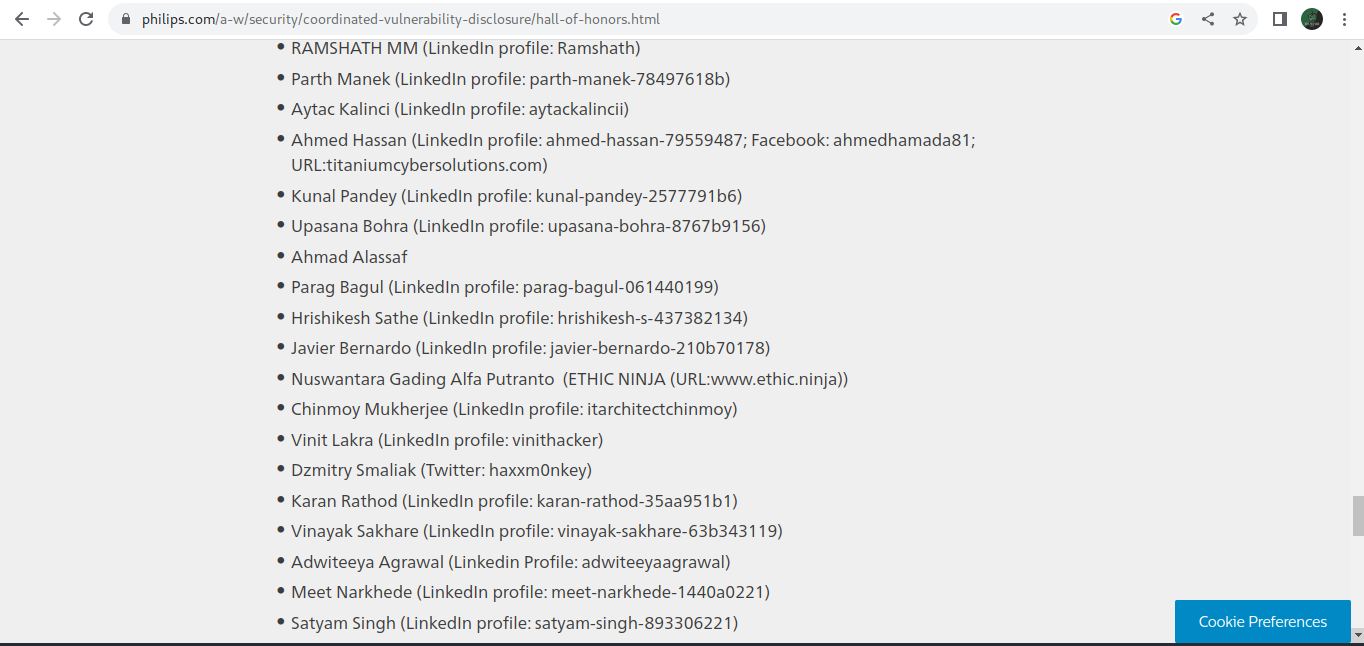 philips.com/a-w/security/coordinated-vulnerability-disclosure/hall-of-honors.html
• RAMSHATH MM (LinkedIn profile: Ramshath)
• Parth Manek (LinkedIn profile: parth-manek-78497618b)
• Aytac Kalinci (LinkedIn profile: aytackalincii)
• Ahmed Hassan (LinkedIn profile: ahmed-hassan-79559487; Facebook: ahmedhamada81;
URL:titaniumcybersolutions.com)
• Kunal Pandey (LinkedIn profile: kunal-pandey-2577791b6)
• Upasana Bohra (LinkedIn profile: upasana-bohra-8767b9156)
• Ahmad Alassaf
• Parag Bagul (LinkedIn profile: parag-bagul-061440199)
• Hrishikesh Sathe (LinkedIn profile: hrishikesh-s-437382134)
• Javier Bernardo (LinkedIn profile: javier-bernardo-210b70178)
• Nuswantara Gading Alfa Putranto  (ETHIC NINJA (URL:www.ethic.ninja))
• Chinmoy Mukherjee (LinkedIn profile: itarchitectchinmoy)
• Vinit Lakra (LinkedIn profile: vinithacker)
• Dzmitry Smaliak (Twitter: haxxm0nkey)
• Karan Rathod (LinkedIn profile: karan-rathod-35aa951b1)
• Vinayak Sakhare (LinkedIn profile: vinayak-sakhare-63b343119)
• Adwiteeya Agrawal (Linkedin Profile: adwiteeyaagrawal)
• Meet Narkhede (LinkedIn profile: meet-narkhede-1440a0221)
• Satyam Singh (LinkedIn profile: satyam-singh-893306221)
Cookie Preferences